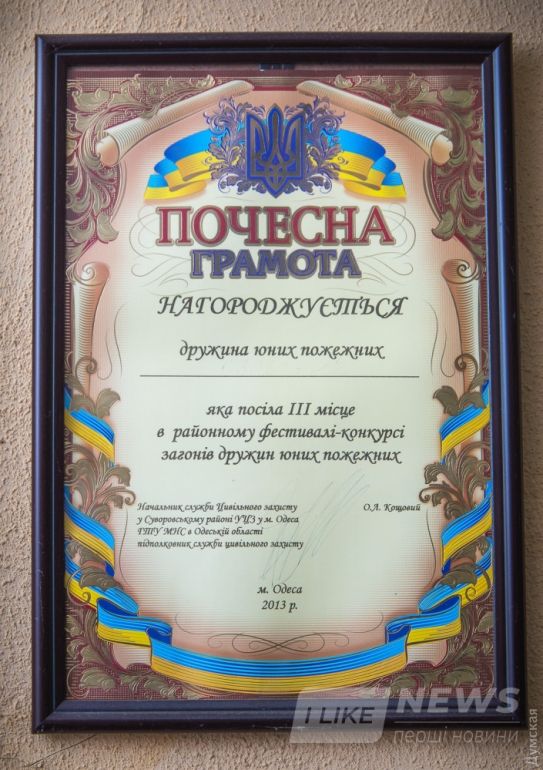 ПОЧЕСНА
ГРАМОТА
НАГОРОДЖУЄТЬСЯ
дружина юних пожежних
яка посіла III місце
в районному фестивалі-конкурсі
загонів дружин юних пожежних
Начальник служби Цивільного захисту О.Л. Кощовий
у Суворовському районі УЦЗ у м. Одеса
ГТУ МНС в Одеській області
підполковник служби цивільного захисту
м. Одеса
2013 р.
I LIKE NEWS
перші новини
Думская